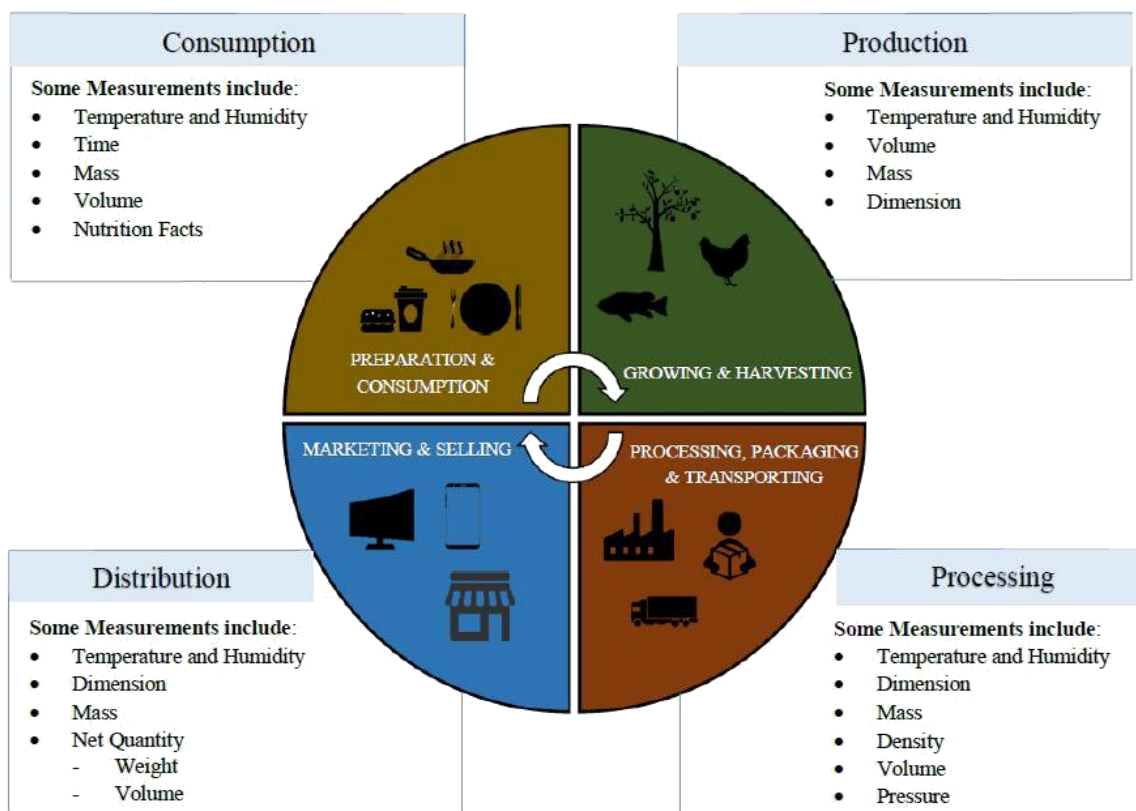 Consumption
Some Measurements include:
• Temperature and Humidity
• Time
• Mass
• Volume
• Nutrition Facts
Production
Some Measurements include:
• Temperature and Humidity
• Volume
• Mass
• Dimension
PREPARATION &
CONSUMPTION
GROWING & HARVESTING
MARKETING & SELLING
PROCESSING, PACKAGING
& TRANSPORTING
Distribution
Some Measurements include:
• Temperature and Humidity
• Dimension
• Mass
• Net Quantity
- Weight
- Volume
Processing
Some Measurements include:
• Temperature and Humidity
• Dimension
• Mass
• Density
• Volume
• Pressure